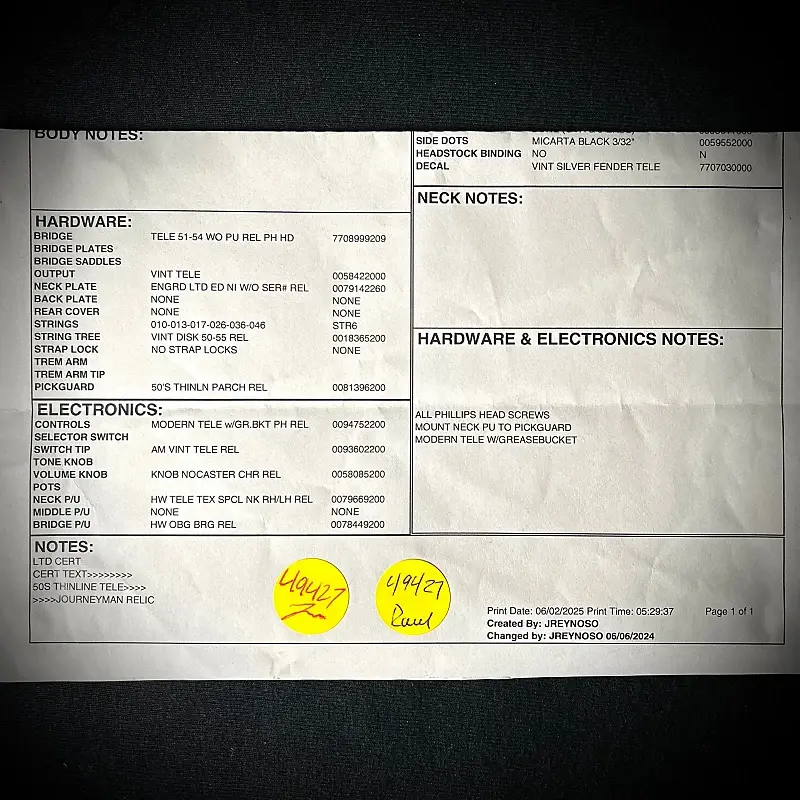 BODY NOTES:
HARDWARE:
BRIDGE TELE 51-54 WO PU REL PH HD 7708999209
BRIDGE PLATES
BRIDGE SADDLES
OUTPUT VINT TELE 0058422000
NECK PLATE ENGRD LTD ED NI W/O SER# REL 0079142260
BACK PLATE NONE NONE
REAR COVER NONE NONE
STRINGS 010-013-017-026-036-046 STR6
STRING TREE VINT DISK 50-55 REL 0018365200
STRAP LOCK NO STRAP LOCKS NONE
TREM ARM
TREM ARM TIP
PICKGUARD 50'S THINLN PARCH REL 0081396200
ELECTRONICS:
CONTROLS MODERN TELE w/GR.BKT PH REL 0094752200
SELECTOR SWITCH
SWITCH TIP AM VINT TELE REL 0093602200
TONE KNOB
VOLUME KNOB KNOB NOCASTER CHR REL 0058085200
POTS
NECK P/U HW TELE TEX SPCL NK RH/LH REL 0079669200
MIDDLE P/U NONE NONE
BRIDGE P/U HW OBG BRG REL 0078449200
SIDE DOTS MICARTA BLACK 3/32" 0059552000
HEADSTOCK BINDING NO N
DECAL VINT SILVER FENDER TELE 7707030000
NECK NOTES:
HARDWARE & ELECTRONICS NOTES:
ALL PHILLIPS HEAD SCREWS
MOUNT NECK PU TO PICKGUARD
MODERN TELE W/GREASEBUCKET
NOTES:
LTD CERT
CERT TEXT>>>>>>>>
50S THINLINE TELE>>>>
>>>>JOURNEYMAN RELIC
49427
49427
Print Date: 06/02/2025 Print Time: 05:29:37 Page 1 of 1
Created By: JREYNOSO
Changed by: JREYNOSO 06/06/2024